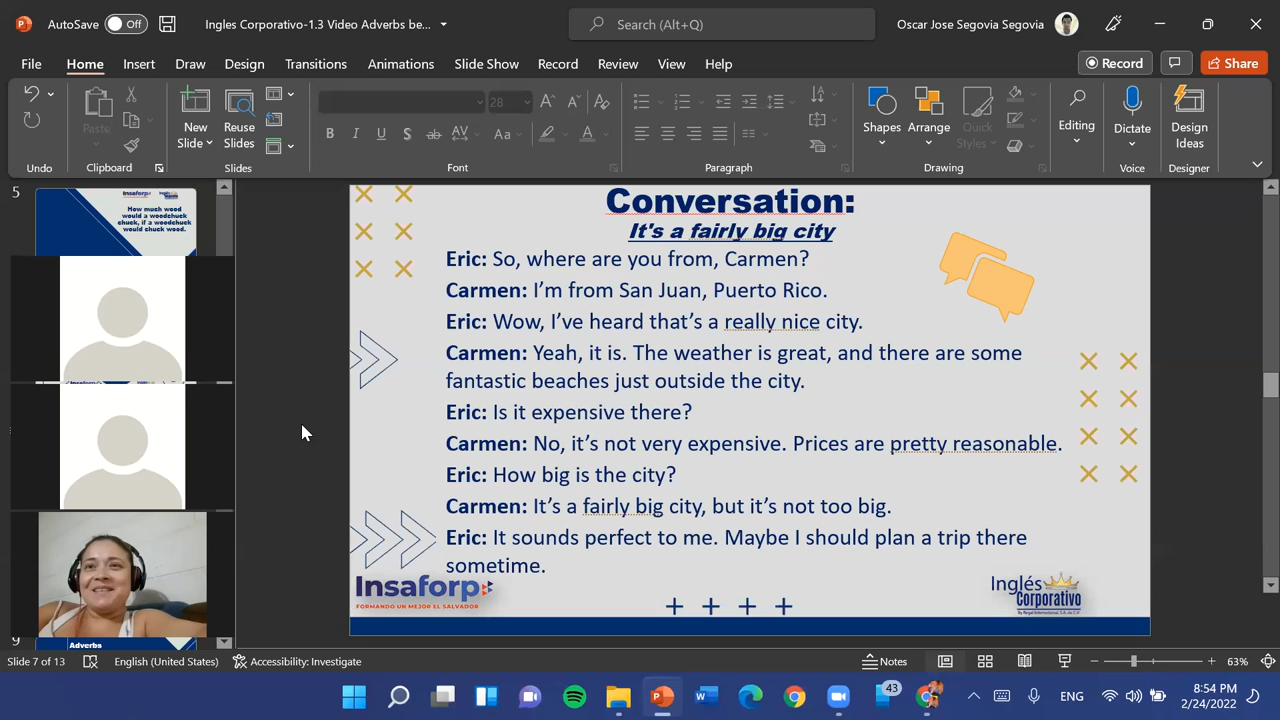 AutoSave Off Ingles Corporativo-1.3 Video Adverbs be... Search (Alt+Q) Oscar Jose Segovia Segovia
File Home Insert Draw Design Transitions Animations Slide Show Record Review View Help Record Share
28
Paste New Slide Reuse Slides B I U S ab AV Aa A Shapes Arrange Quick Styles Editing Dictate Design Ideas
Undo Clipboard Slides Font Paragraph Drawing Voice Designer
5
Insaforp
How much wood
would a woodchuck
chuck, if a woodchuck
would chuck wood.
Conversation:
It's a fairly big city
Eric: So, where are you from, Carmen?
Carmen: I'm from San Juan, Puerto Rico.
Eric: Wow, I've heard that's a really nice city.
Carmen: Yeah, it is. The weather is great, and there are some
fantastic beaches just outside the city.
Eric: Is it expensive there?
Carmen: No, it's not very expensive. Prices are pretty reasonable.
Eric: How big is the city?
Carmen: It's a fairly big city, but it's not too big.
Eric: It sounds perfect to me. Maybe I should plan a trip there
sometime.
Insaforp
FORMANDO UN MEJOR EL SALVADOR
Inglés
Corporativo
By Regal International, S.A. de C.V.
9
Adverbs
Slide 7 of 13 English (United States) Accessibility: Investigate Notes 63%
43 ENG 8:54 PM
2/24/2022